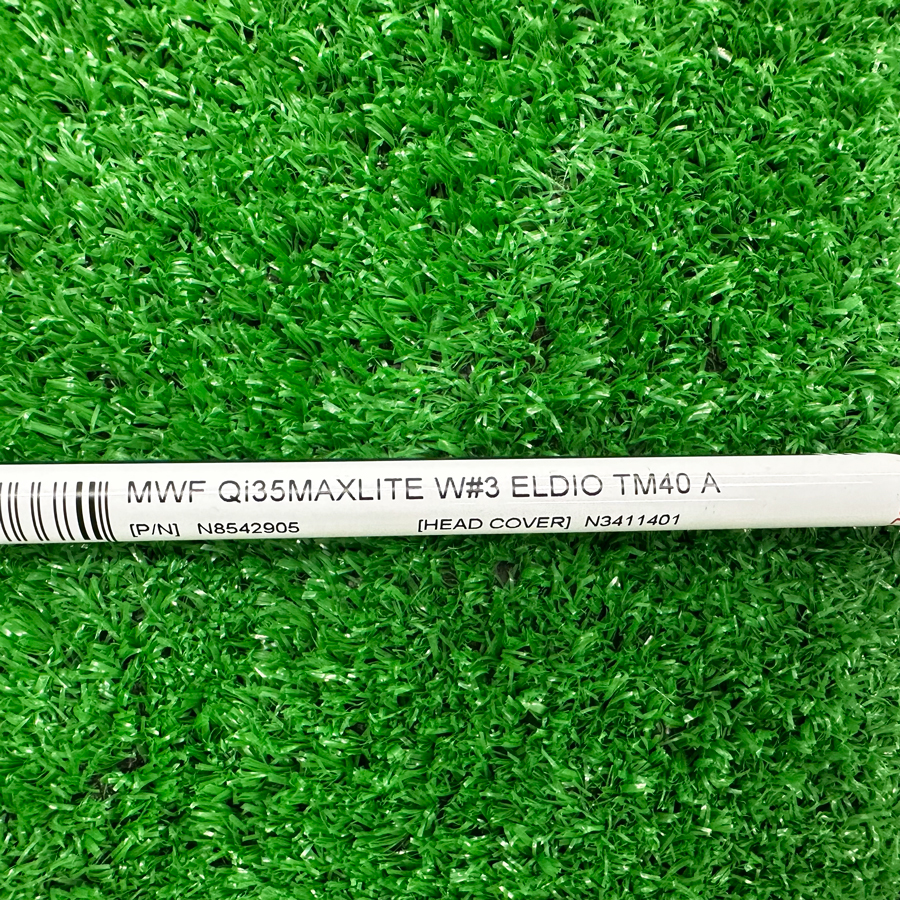 MWF Qi35MAXLITE W#3 ELDIO TM40 A
[P/N] N8542905 [HEAD COVER] N3411401